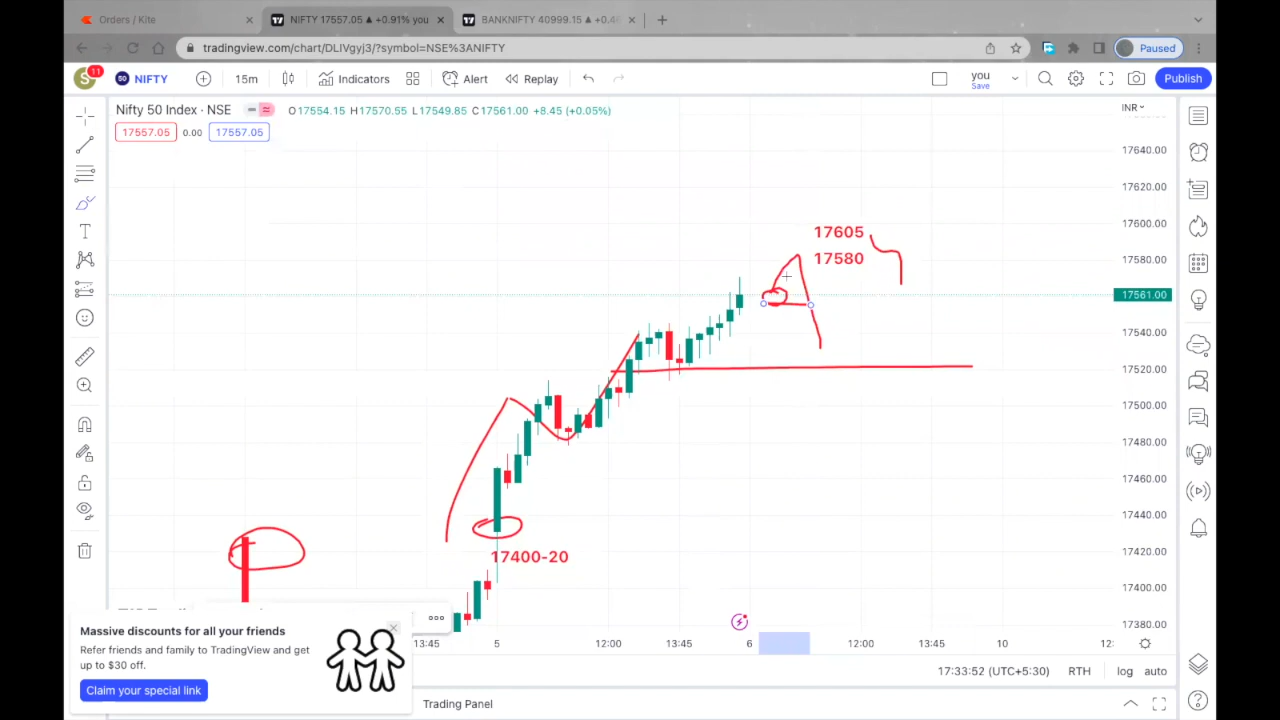 Orders / Kite
NIFTY 17557.05 ▲ +0.91% you
BANKNIFTY 40999.15 ▲ +0.4
tradingview.com/chart/DLIVgyj3/?symbol=NSE%3ANIFTY
Paused
S 11
50 NIFTY
15m
Indicators
Alert
Replay
you
Save
Publish
Nifty 50 Index · NSE
O17554.15 H17570.55 L17549.85 C17561.00 +8.45 (+0.05%)
INR
17557.05 0.00 17557.05
17640.00
17620.00
17605
17600.00
17580
17580.00
17561.00
17540.00
17520.00
17500.00
17480.00
17460.00
17440.00
17400-20
17420.00
17400.00
17380.00
Massive discounts for all your friends
Refer friends and family to TradingView and get
up to $30 off.
Claim your special link
13:45 5 12:00 13:45 6 12:00 13:45 10 12:
17:33:52 (UTC+5:30) RTH log auto
Trading Panel